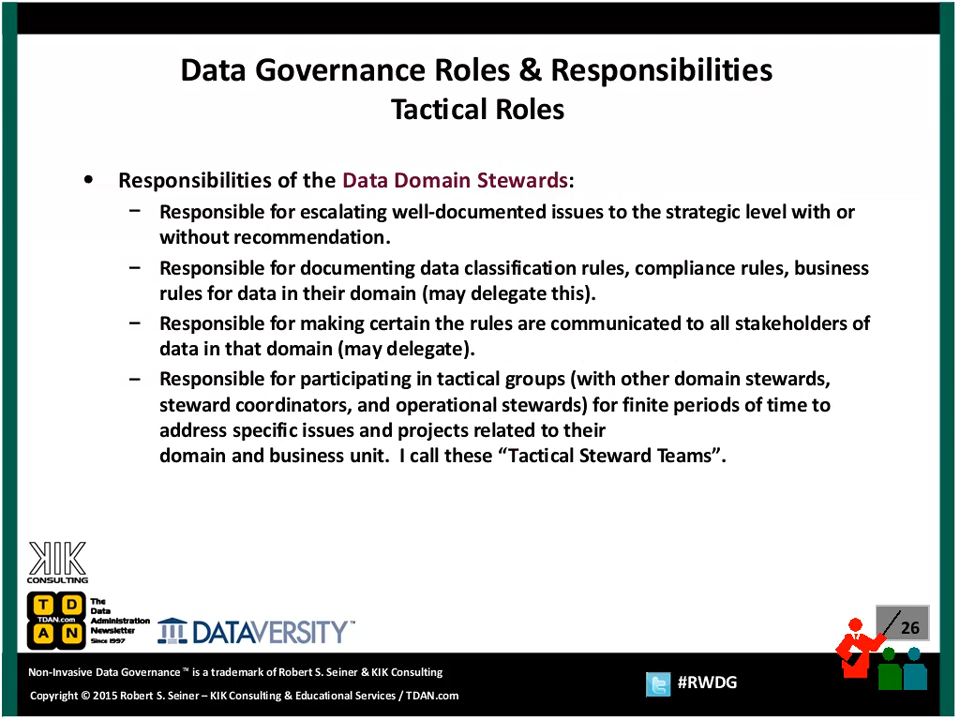 Data Governance Roles & Responsibilities
Tactical Roles
• Responsibilities of the Data Domain Stewards:
– Responsible for escalating well-documented issues to the strategic level with or
without recommendation.
– Responsible for documenting data classification rules, compliance rules, business
rules for data in their domain (may delegate this).
– Responsible for making certain the rules are communicated to all stakeholders of
data in that domain (may delegate).
– Responsible for participating in tactical groups (with other domain stewards,
steward coordinators, and operational stewards) for finite periods of time to
address specific issues and projects related to their
domain and business unit.  I call these “Tactical Steward Teams”.
KIK
CONSULTING
T D
TDAN.com
A N
The
Data
Administration
Newsletter
Since 1997
DATAVERSITY™
26
Non-Invasive Data Governance™ is a trademark of Robert S. Seiner & KIK Consulting
Copyright © 2015 Robert S. Seiner – KIK Consulting & Educational Services / TDAN.com
#RWDG